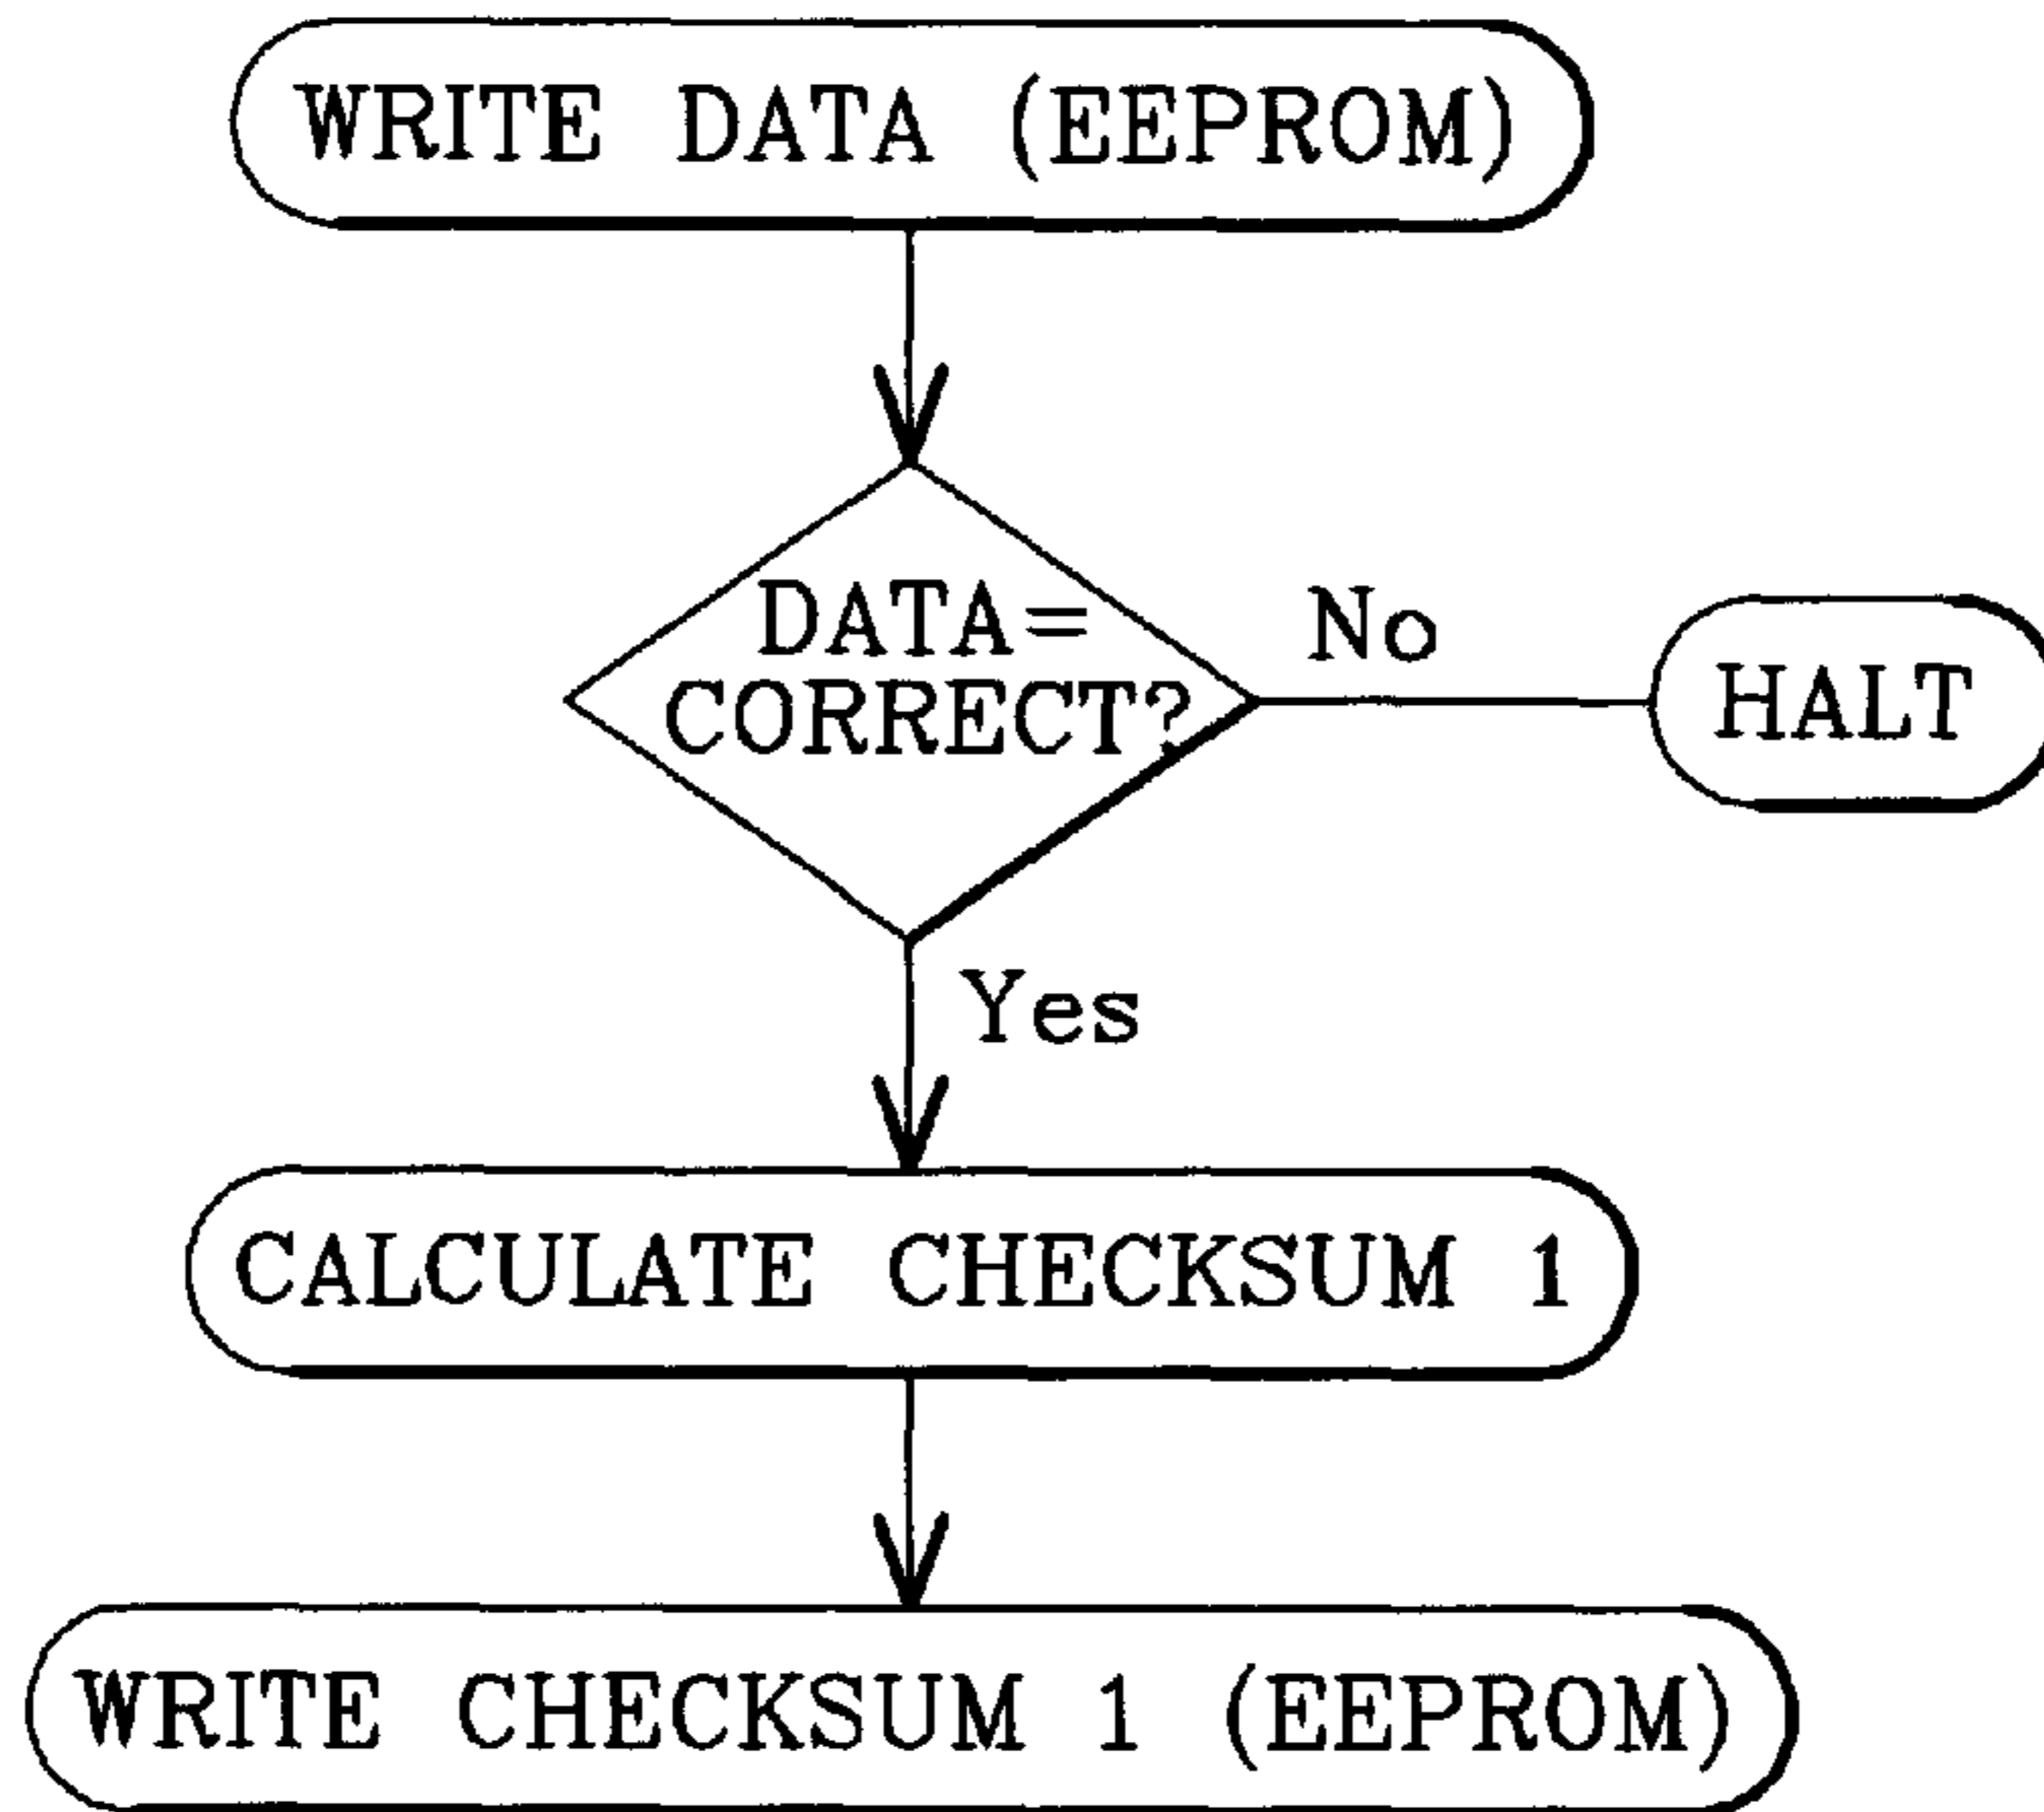 WRITE DATA (EEPROM)
DATA=
CORRECT?
No
HALT
Yes
CALCULATE CHECKSUM 1
WRITE CHECKSUM 1 (EEPROM)